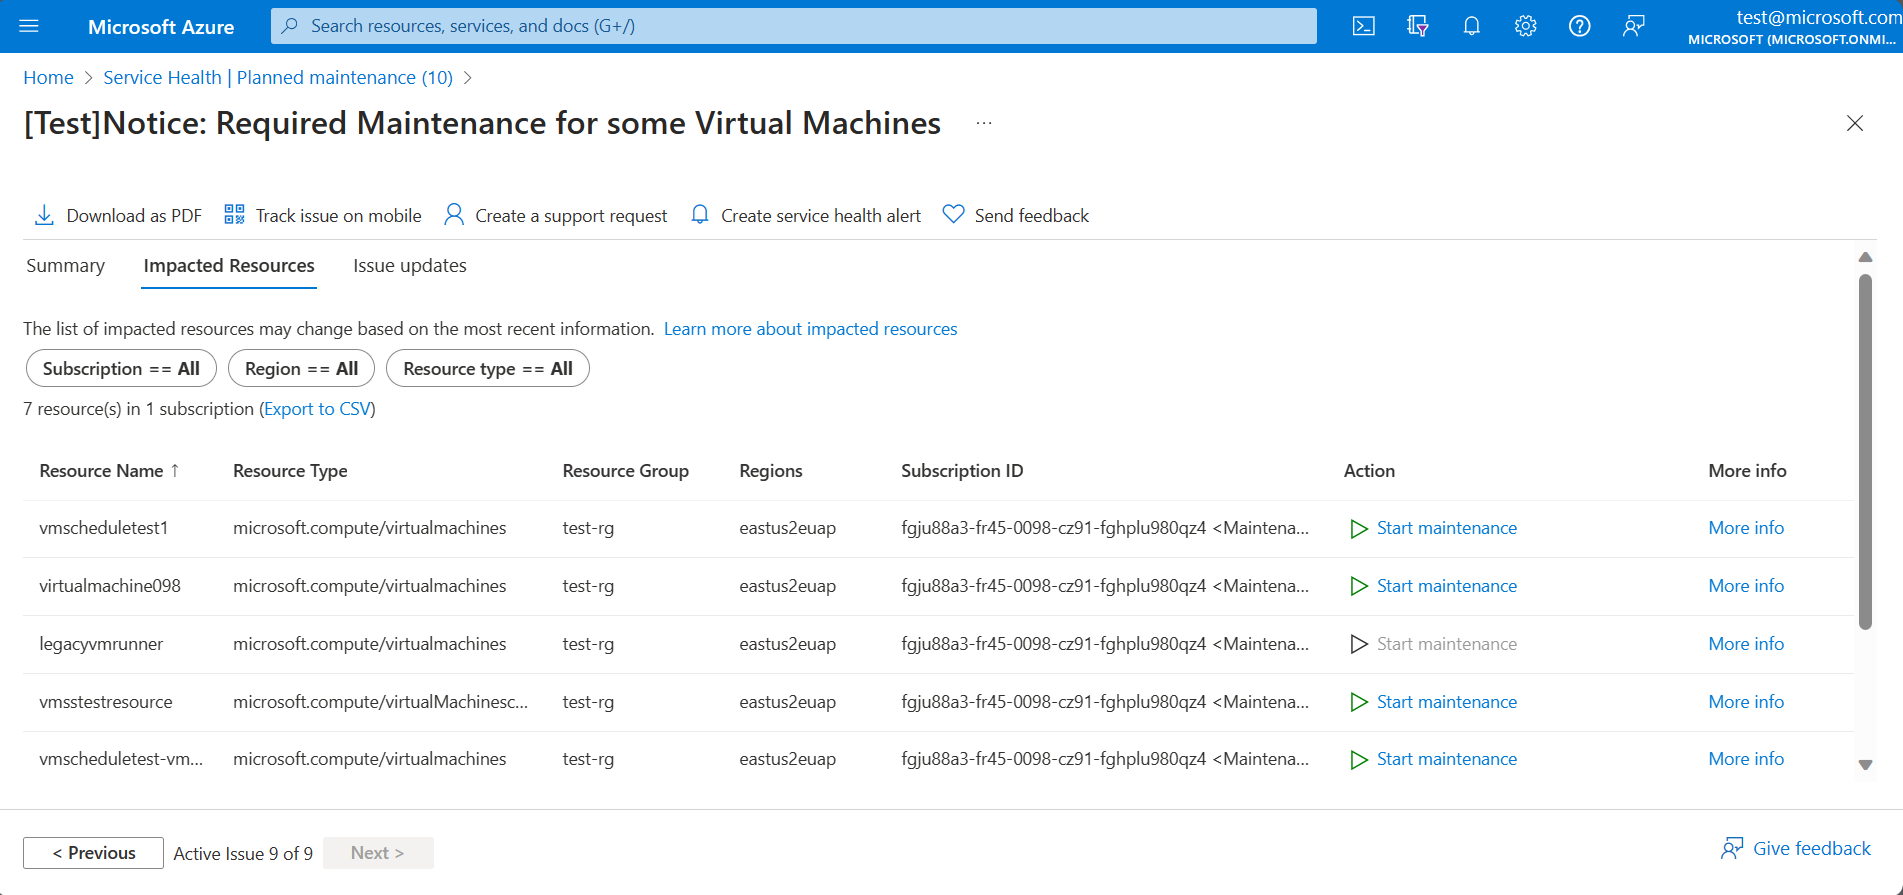 Microsoft Azure
Search resources, services, and docs (G+/)
test@microsoft.com
MICROSOFT (MICROSOFT.ONMI...
Home > Service Health | Planned maintenance (10) >
[Test]Notice: Required Maintenance for some Virtual Machines ...
Download as PDF Track issue on mobile Create a support request Create service health alert Send feedback
Summary Impacted Resources Issue updates
The list of impacted resources may change based on the most recent information. Learn more about impacted resources
Subscription == All Region == All Resource type == All
7 resource(s) in 1 subscription (Export to CSV)
Resource Name ↑ Resource Type Resource Group Regions Subscription ID Action More info
vmscheduletest1 microsoft.compute/virtualmachines test-rg eastus2euap fgju88a3-fr45-0098-cz91-fghplu980qz4 <Maintena... Start maintenance More info
virtualmachine098 microsoft.compute/virtualmachines test-rg eastus2euap fgju88a3-fr45-0098-cz91-fghplu980qz4 <Maintena... Start maintenance More info
legacyvmrunner microsoft.compute/virtualmachines test-rg eastus2euap fgju88a3-fr45-0098-cz91-fghplu980qz4 <Maintena... Start maintenance More info
vmsstestresource microsoft.compute/virtualMachinesc... test-rg eastus2euap fgju88a3-fr45-0098-cz91-fghplu980qz4 <Maintena... Start maintenance More info
vmscheduletest-vm... microsoft.compute/virtualmachines test-rg eastus2euap fgju88a3-fr45-0098-cz91-fghplu980qz4 <Maintena... Start maintenance More info
< Previous Active Issue 9 of 9 Next > Give feedback